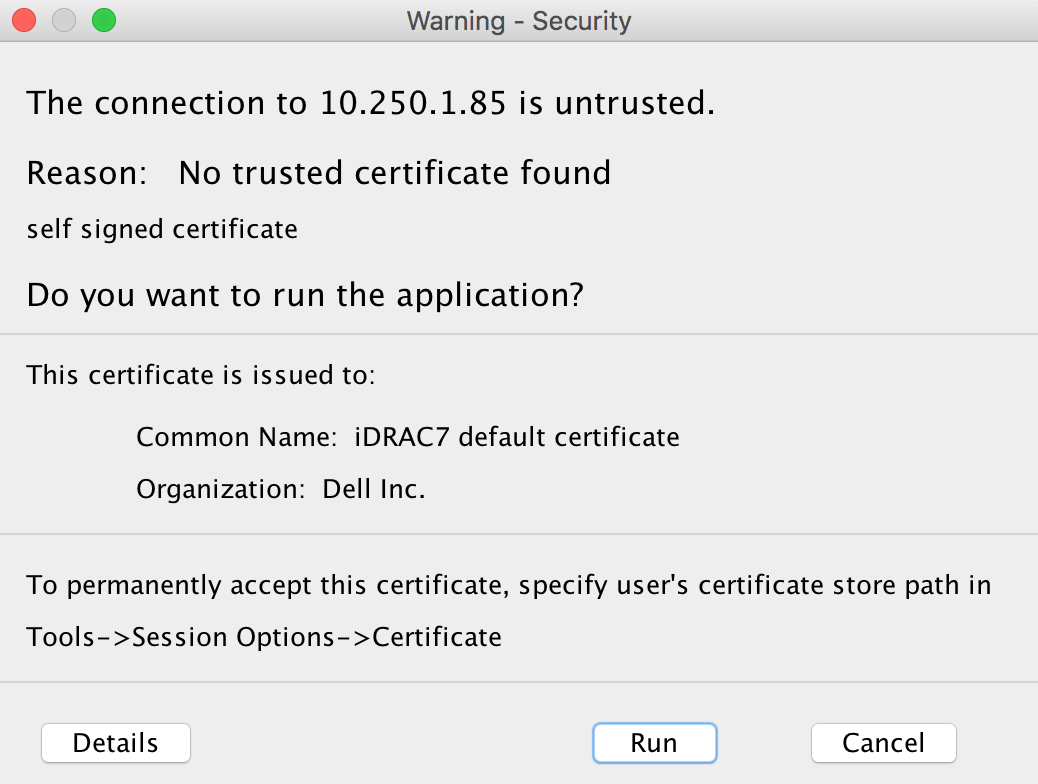 Warning - Security
The connection to 10.250.1.85 is untrusted.
Reason: No trusted certificate found
self signed certificate
Do you want to run the application?
This certificate is issued to:
Common Name: iDRAC7 default certificate
Organization: Dell Inc.
To permanently accept this certificate, specify user's certificate store path in
Tools->Session Options->Certificate
Details Run Cancel